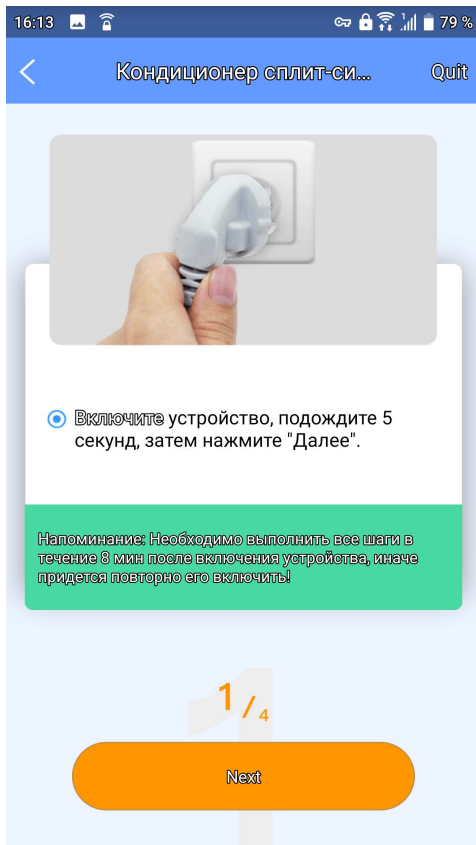 16:13 79 %
Кондиционер сплит-си... Quit
Включите устройство, подождите 5
секунд, затем нажмите "Далее".
Напоминание: Необходимо выполнить все шаги в
течение 8 мин после включения устройства, иначе
придется повторно его включить!
1/4
Next